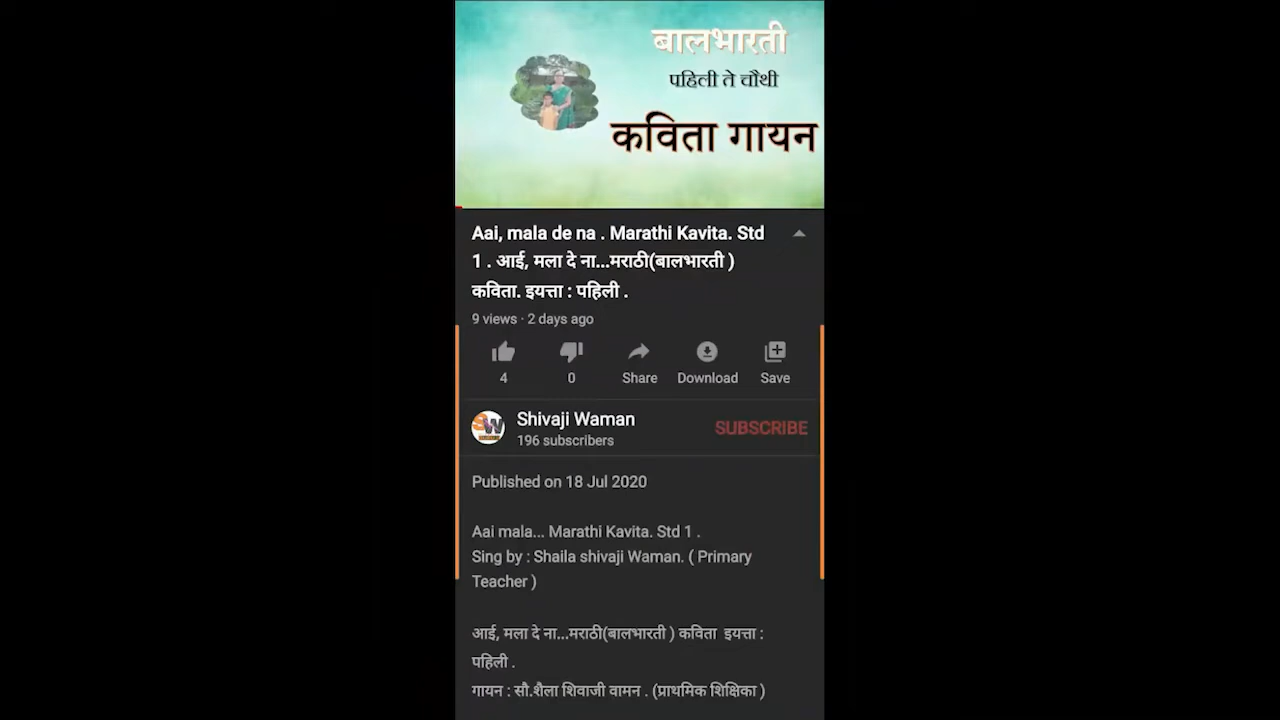 बालभारती
पहिली ते चौथी
कविता गायन
Aai, mala de na . Marathi Kavita. Std
1 . आई, मला दे ना...मराठी(बालभारती )
कविता. इयत्ता : पहिली .
9 views · 2 days ago
4
0
Share
Download
Save
SW
Shivaji Waman
196 subscribers
SUBSCRIBE
Published on 18 Jul 2020
Aai mala... Marathi Kavita. Std 1 .
Sing by : Shaila shivaji Waman. ( Primary
Teacher )
आई, मला दे ना...मराठी(बालभारती ) कविता इयत्ता :
पहिली .
गायन : सौ.शैला शिवाजी वामन . (प्राथमिक शिक्षिका )